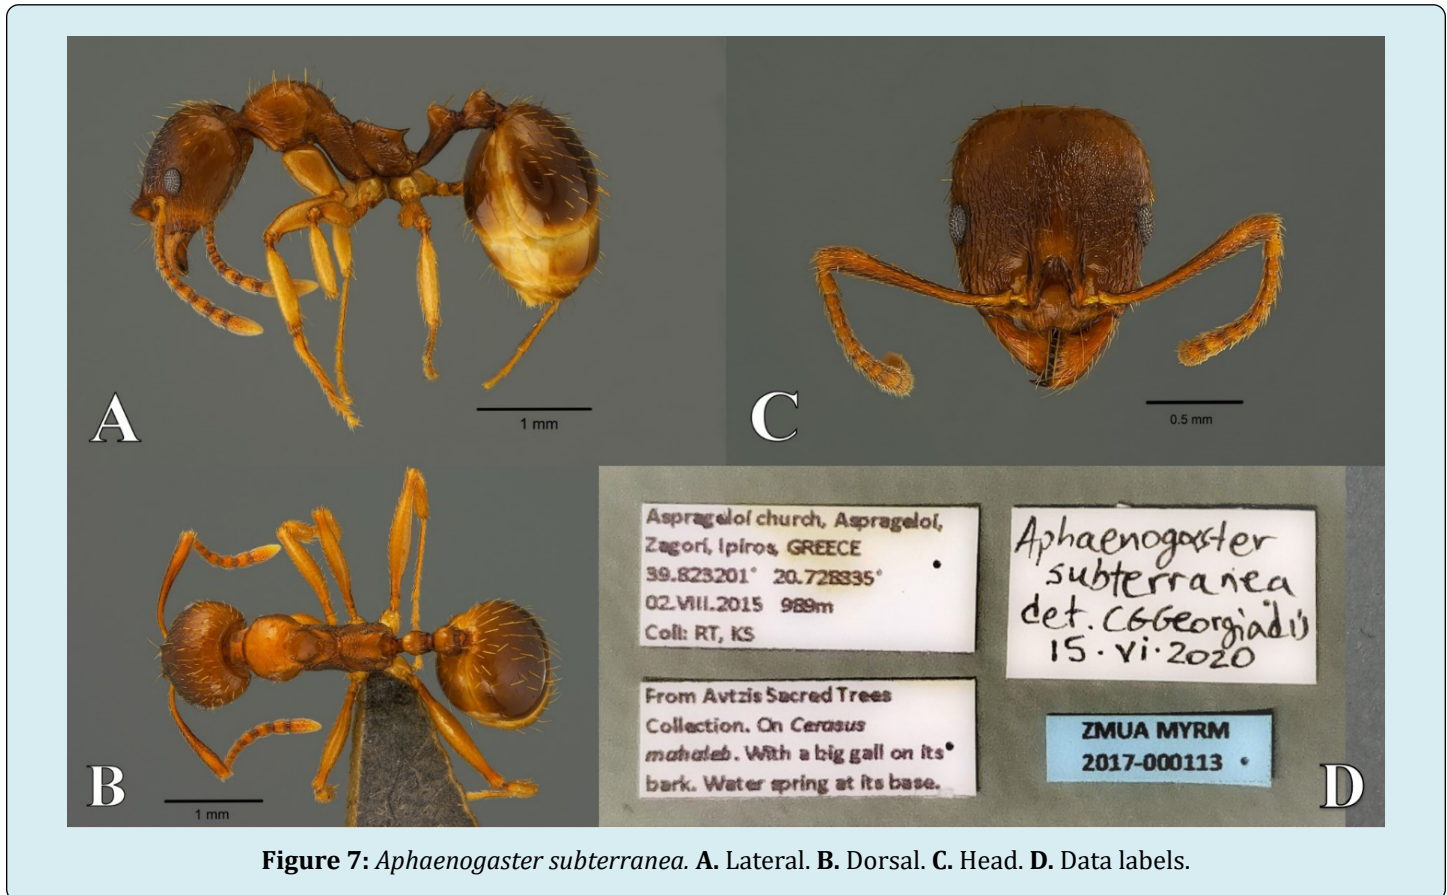 A
1 mm
C
0.5 mm
B
1 mm
Asprageloí church, Asprageloí,
Zagorí, Ipiros, GREECE
39.823201° 20.728335°
02.VIII.2015 989m
Coll: RT, KS
From Avtzis Sacred Trees
Collection. On Cerasus
mahaleb. With a big gall on its
bark. Water spring at its base.
Aphaenogaster
subterranea
det. CGGeorgiadis
15.vi.2020
ZMUA MYRM
2017-000113
D
Figure 7: Aphaenogaster subterranea. A. Lateral. B. Dorsal. C. Head. D. Data labels.